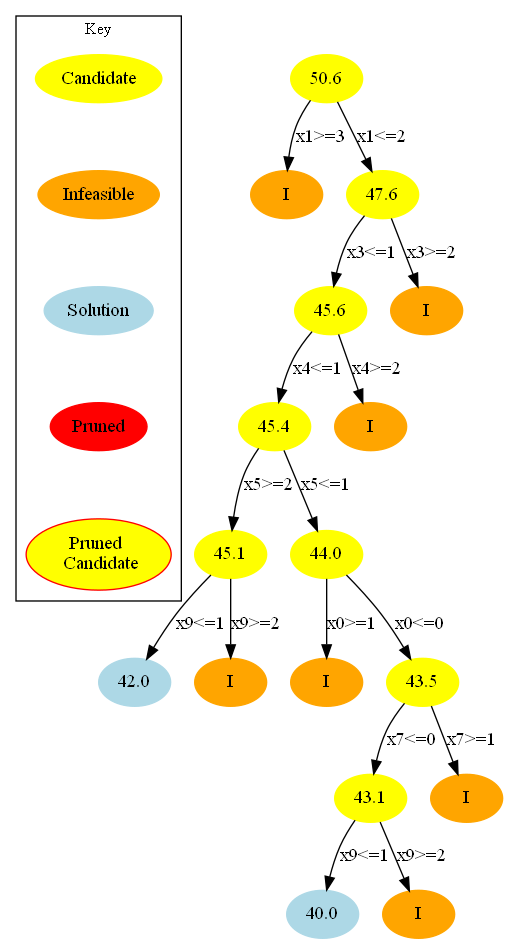 Key
Candidate
Infeasible
Solution
Pruned
Pruned
Candidate
50.6
x1>=3
x1<=2
I
47.6
x3<=1
x3>=2
45.6
I
x4<=1
x4>=2
45.4
I
x5>=2
x5<=1
45.1
44.0
x9<=1
x9>=2
x0>=1
x0<=0
42.0
I
I
43.5
x7<=0
x7>=1
43.1
I
x9<=1
x9>=2
40.0
I